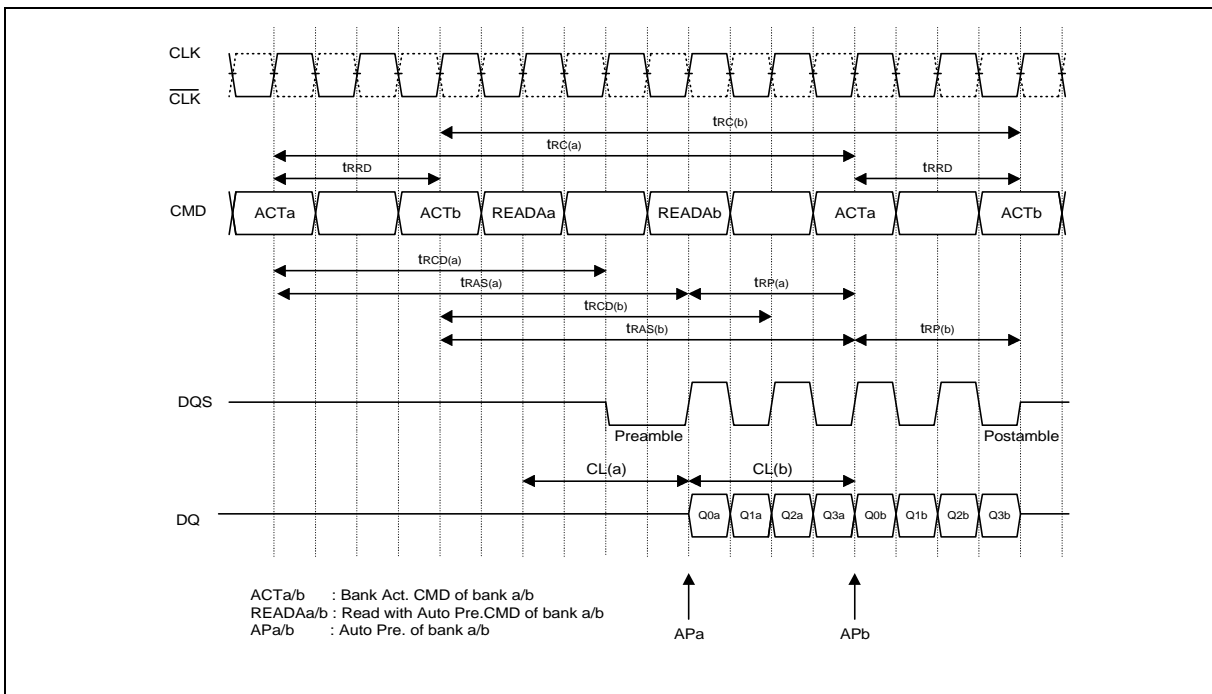 CLK
CLK
tRC(b)
tRC(a)
tRRD tRRD
CMD ACTa ACTb READAa READAb ACTa ACTb
tRCD(a)
tRAS(a) tRP(a)
tRCD(b)
tRAS(b) tRP(b)
DQS
Preamble Postamble
CL(a) CL(b)
DQ Q0a Q1a Q2a Q3a Q0b Q1b Q2b Q3b
ACTa/b : Bank Act. CMD of bank a/b
READAa/b : Read with Auto Pre.CMD of bank a/b
APa/b : Auto Pre. of bank a/b
APa APb